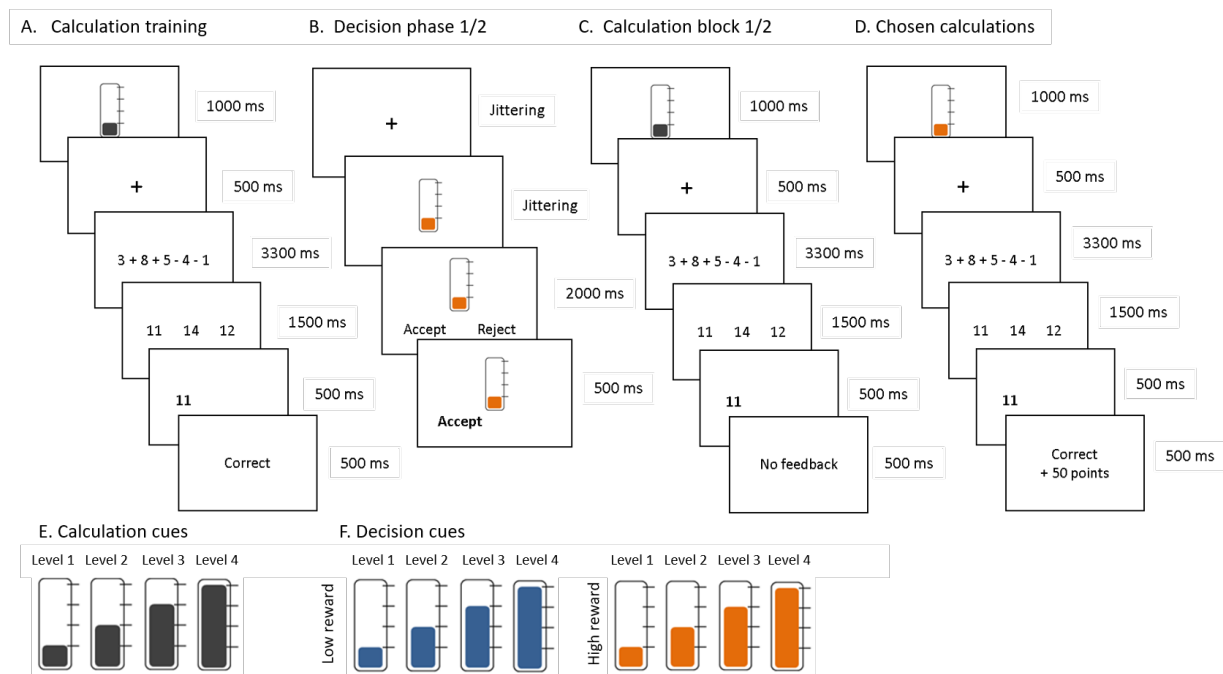 A. Calculation training
B. Decision phase 1/2
C. Calculation block 1/2
D. Chosen calculations
1000 ms
+
500 ms
3 + 8 + 5 - 4 - 1
3300 ms
11 14 12
1500 ms
11
500 ms
Correct
500 ms
+
Jittering
Jittering
Accept Reject
2000 ms
Accept
500 ms
1000 ms
+
500 ms
3 + 8 + 5 - 4 - 1
3300 ms
11 14 12
1500 ms
11
500 ms
No feedback
500 ms
1000 ms
+
500 ms
3 + 8 + 5 - 4 - 1
3300 ms
11 14 12
1500 ms
11
500 ms
Correct
+ 50 points
500 ms
E. Calculation cues
Level 1 Level 2 Level 3 Level 4
F. Decision cues
Low reward
Level 1 Level 2 Level 3 Level 4
High reward
Level 1 Level 2 Level 3 Level 4